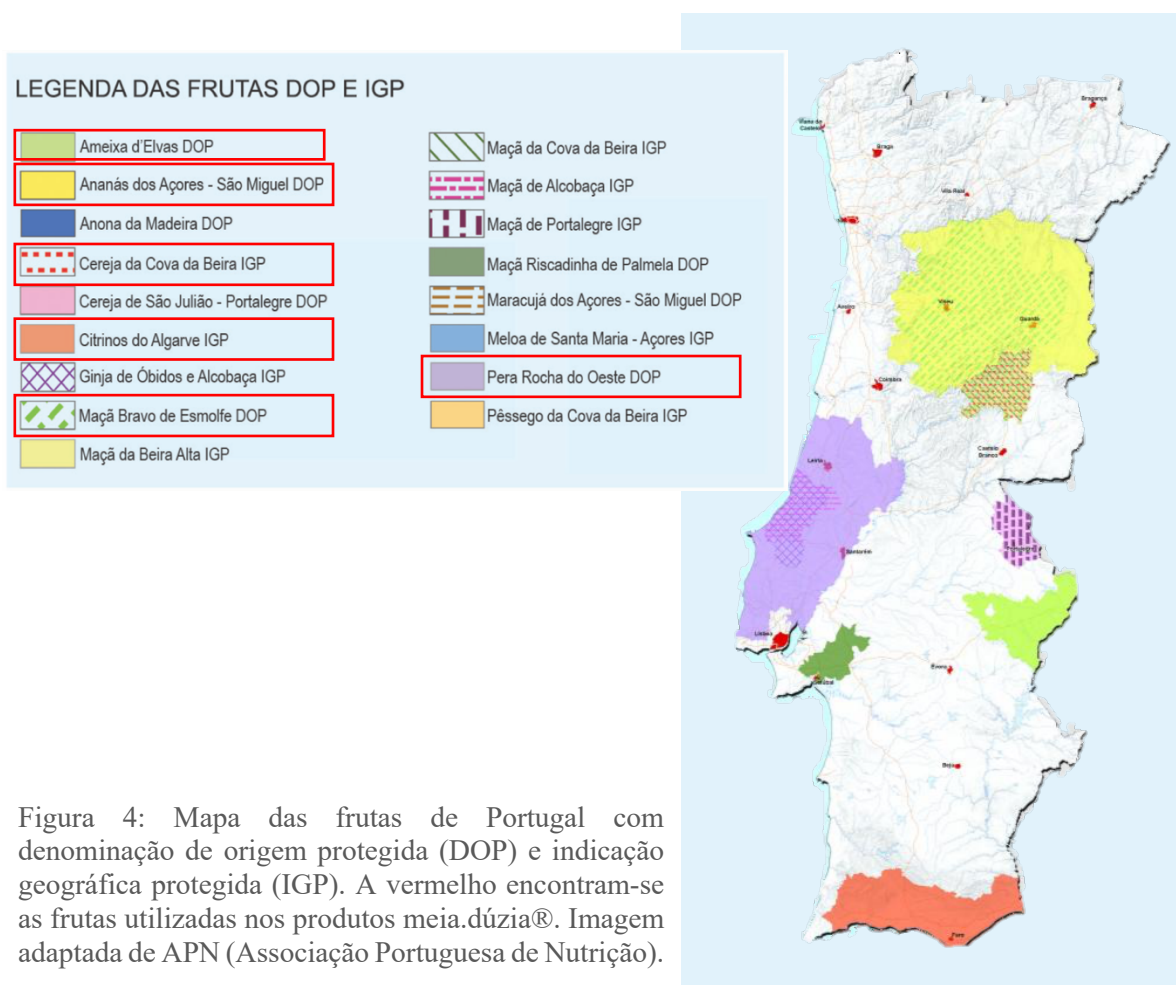 LEGENDA DAS FRUTAS DOP E IGP
Ameixa d'Elvas DOP
Ananás dos Açores - São Miguel DOP
Anona da Madeira DOP
Cereja da Cova da Beira IGP
Cereja de São Julião - Portalegre DOP
Citrinos do Algarve IGP
Ginja de Óbidos e Alcobaça IGP
Maçã Bravo de Esmolfe DOP
Maçã da Beira Alta IGP
Maçã da Cova da Beira IGP
Maçã de Alcobaça IGP
Maçã de Portalegre IGP
Maçã Riscadinha de Palmela DOP
Maracujá dos Açores - São Miguel DOP
Meloa de Santa Maria - Açores IGP
Pera Rocha do Oeste DOP
Pêssego da Cova da Beira IGP
Bragança
Viana do
Castelo
Braga
Vila Real
Aveiro
Viseu
Guarda
Coimbra
Castelo
Branco
Leiria
Santarém
Portalegre
Lisboa
Setúbal
Évora
Beja
Faro
Figura 4: Mapa das frutas de Portugal com
denominação de origem protegida (DOP) e indicação
geográfica protegida (IGP). A vermelho encontram-se
as frutas utilizadas nos produtos meia.dúzia®. Imagem
adaptada de APN (Associação Portuguesa de Nutrição).